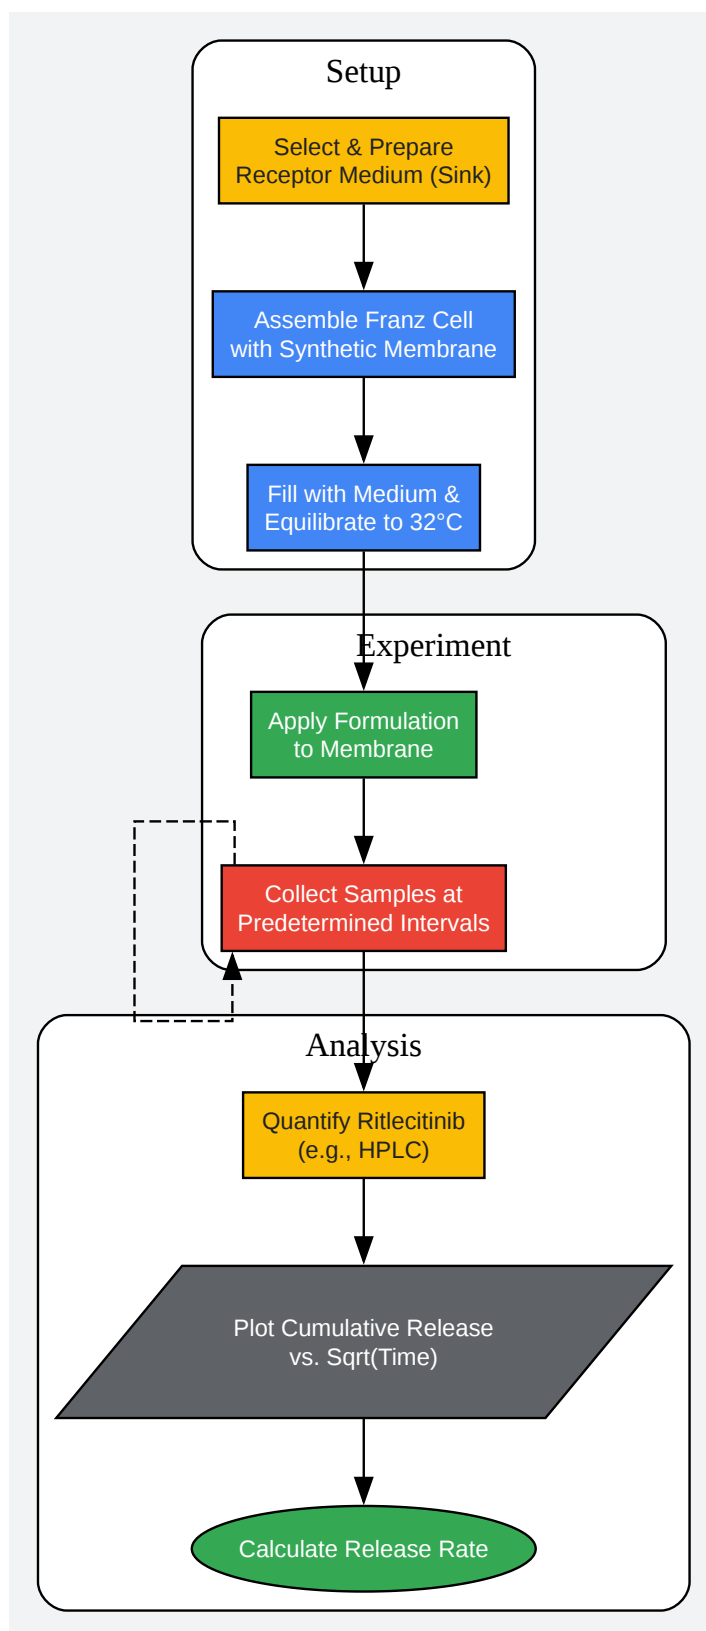 Setup
Select & Prepare
Receptor Medium (Sink)
Assemble Franz Cell
with Synthetic Membrane
Fill with Medium &
Equilibrate to 32°C
Experiment
Apply Formulation
to Membrane
Collect Samples at
Predetermined Intervals
Analysis
Quantify Ritlecitinib
(e.g., HPLC)
Plot Cumulative Release
vs. Sqrt(Time)
Calculate Release Rate